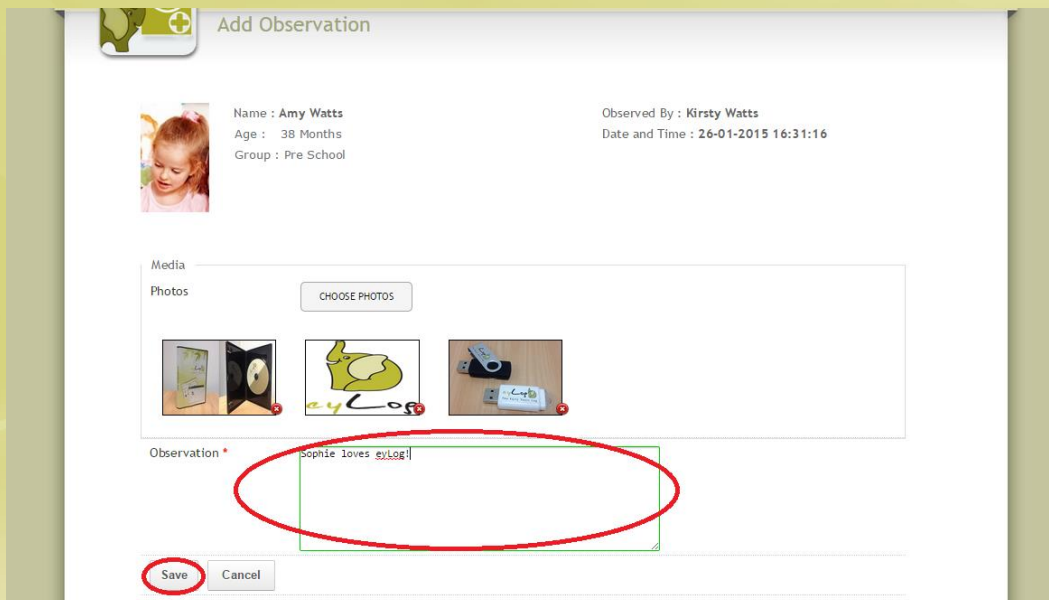 Add Observation
Name : Amy Watts
Observed By : Kirsty Watts
Age : 38 Months
Date and Time : 26-01-2015 16:31:16
Group : Pre School
Media
Photos
CHOOSE PHOTOS
eyLog
eyLog
Observation *
Sophie loves eyLog!
Save
Cancel